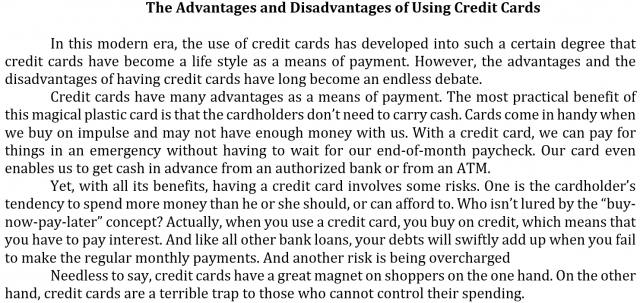 The Advantages and Disadvantages of Using Credit Cards
In this modern era, the use of credit cards has developed into such a certain degree that
credit cards have become a life style as a means of payment. However, the advantages and the
disadvantages of having credit cards have long become an endless debate.
Credit cards have many advantages as a means of payment. The most practical benefit of
this magical plastic card is that the cardholders don't need to carry cash. Cards come in handy when
we buy on impulse and may not have enough money with us. With a credit card, we can pay for
things in an emergency without having to wait for our end-of-month paycheck. Our card even
enables us to get cash in advance from an authorized bank or from an ATM.
Yet, with all its benefits, having a credit card involves some risks. One is the cardholder's
tendency to spend more money than he or she should, or can afford to. Who isn't lured by the "buy-
now-pay-later" concept? Actually, when you use a credit card, you buy on credit, which means that
you have to pay interest. And like all other bank loans, your debts will swiftly add up when you fail
to make the regular monthly payments. And another risk is being overcharged
Needless to say, credit cards have a great magnet on shoppers on the one hand. On the other
hand, credit cards are a terrible trap to those who cannot control their spending.